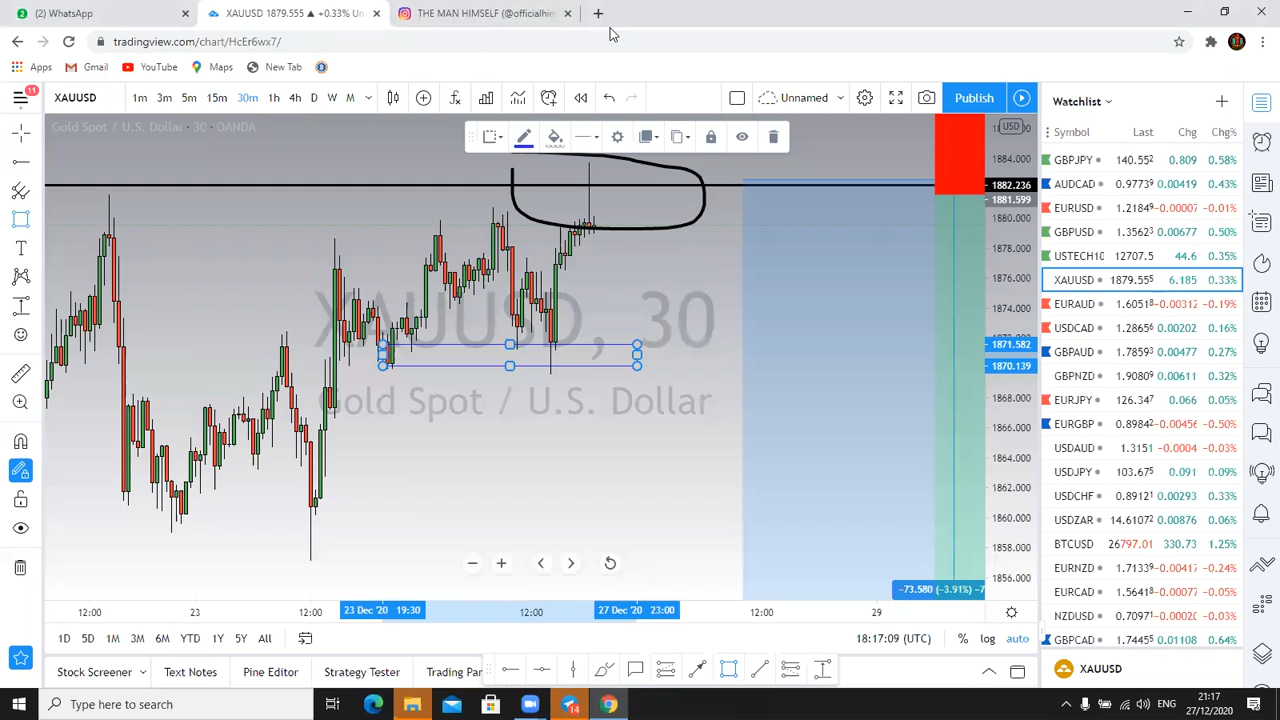 2 WhatsApp
XAUUSD 1879.555 ▲ +0.33% Un
THE MAN HIMSELF (@officialhim
tradingview.com/chart/HcEr6wx7/
Apps Gmail YouTube Maps New Tab
11 XAUUSD 1m 3m 5m 15m 30m 1h 4h D W M Unnamed Publish
Watchlist
Gold Spot / U.S. Dollar · 30 · OANDA
USD
Symbol Last Chg Chg%
GBPJPY 140.552 0.809 0.58%
AUDCAD 0.97739 0.00419 0.43%
EURUSD 1.21849 −0.00007 −0.01%
GBPUSD 1.35623 0.00677 0.50%
USTECH10 12707.5 44.6 0.35%
XAUUSD 1879.555 6.185 0.33%
EURAUD 1.60518 −0.00312 −0.19%
USDCAD 1.28656 0.00202 0.16%
GBPAUD 1.78593 0.00477 0.27%
GBPNZD 1.90809 0.00611 0.32%
EURJPY 126.347 0.066 0.05%
EURGBP 0.89842 −0.00456 −0.50%
USDAUD 1.3151 −0.0004 −0.03%
USDJPY 103.675 0.091 0.09%
USDCHF 0.89121 0.00293 0.33%
USDZAR 14.61072 0.00876 0.06%
BTCUSD 26797.01 330.73 1.25%
EURNZD 1.71339 −0.00417 −0.24%
EURCAD 1.56418 −0.00205 −0.13%
NZDUSD 0.70971 −0.00020 −0.03%
GBPCAD 1.74455 0.01108 0.64%
1884.000
1882.236
1881.599
1880.000
1878.000
1876.000
1874.000
1871.582
1870.139
1868.000
1866.000
1864.000
1862.000
1860.000
1858.000
1856.000
XAUUSD, 30
Gold Spot / U.S. Dollar
−73.580 (−3.91%) −7
12:00 23 12:00 23 Dec '20 19:30 12:00 27 Dec '20 23:00 12:00 29
1D 5D 1M 3M 6M YTD 1Y 5Y All
18:17:09 (UTC) % log auto
Stock Screener Text Notes Pine Editor Strategy Tester Trading Pan
XAUUSD
Type here to search
14
ENG
21:17
27/12/2020